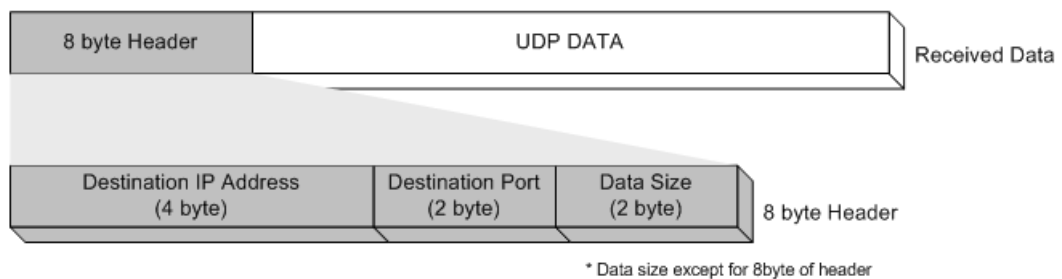 8 byte Header
UDP DATA
Received Data
Destination IP Address
(4 byte)
Destination Port
(2 byte)
Data Size
(2 byte)
8 byte Header
* Data size except for 8byte of header